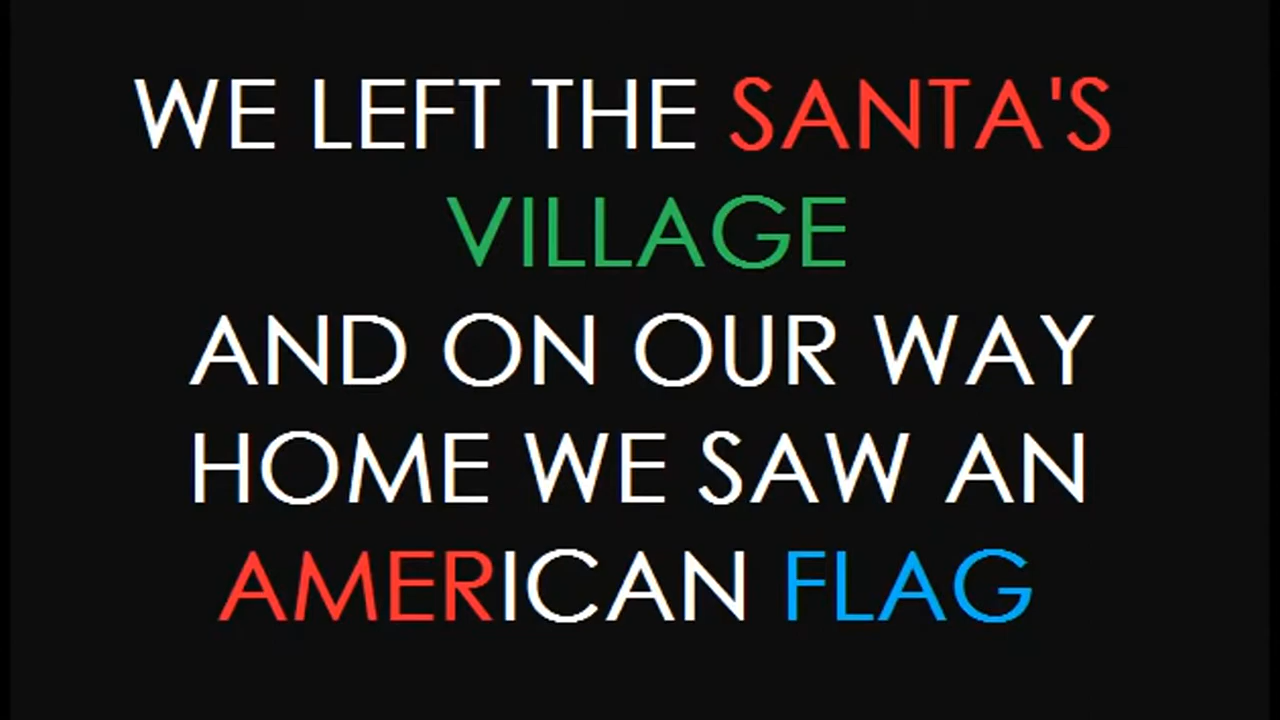 WE LEFT THE SANTA'S
VILLAGE
AND ON OUR WAY
HOME WE SAW AN
AMERICAN FLAG